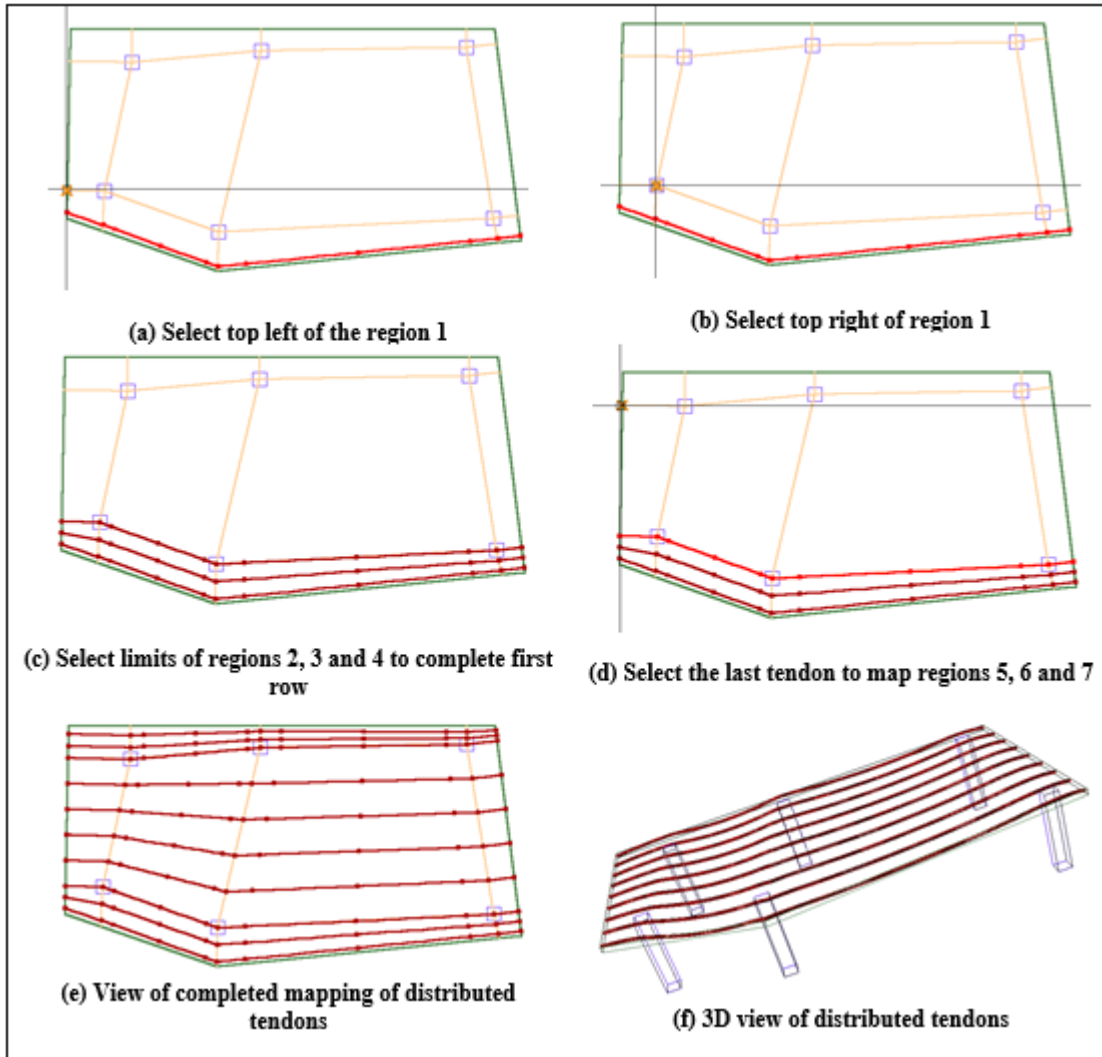 (a) Select top left of the region 1
(b) Select top right of region 1
(c) Select limits of regions 2, 3 and 4 to complete first
row
(d) Select the last tendon to map regions 5, 6 and 7
(e) View of completed mapping of distributed
tendons
(f) 3D view of distributed tendons